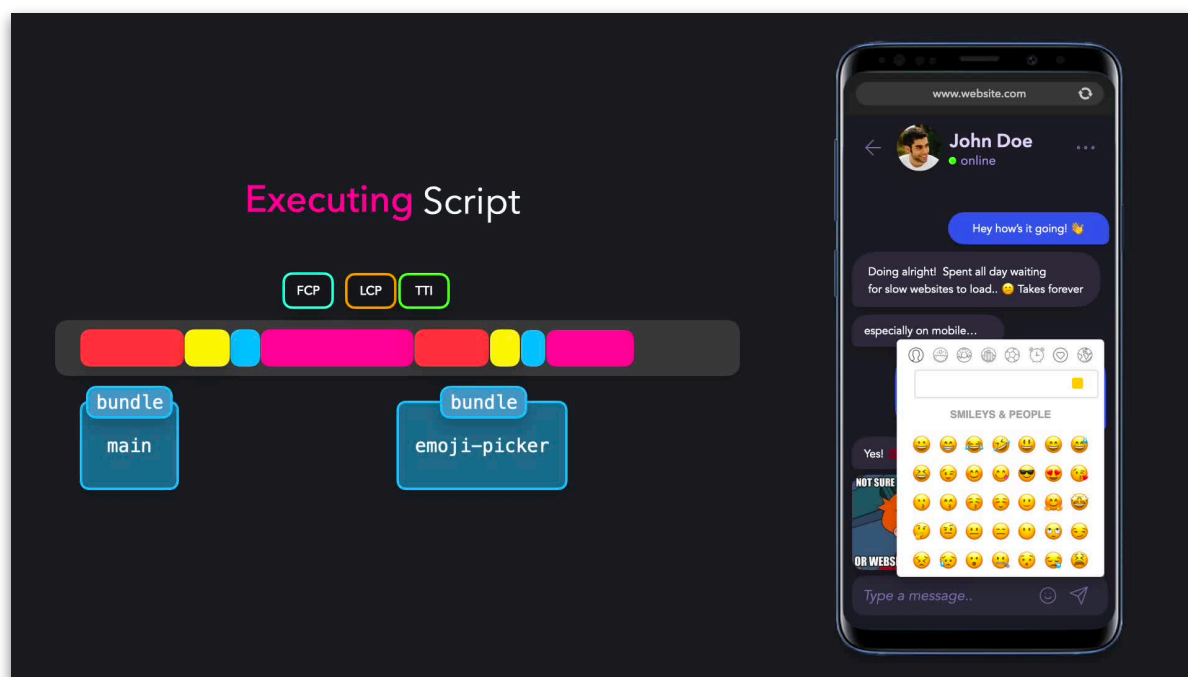 Executing Script
FCP
LCP
TTI
bundle
main
bundle
emoji-picker
www.website.com
John Doe
online
Hey how's it going! 👋
Doing alright! Spent all day waiting
for slow websites to load.. 😑 Takes forever
especially on mobile...
SMILEYS & PEOPLE
Yes!
NOT SURE
OR WEBS
Type a message..